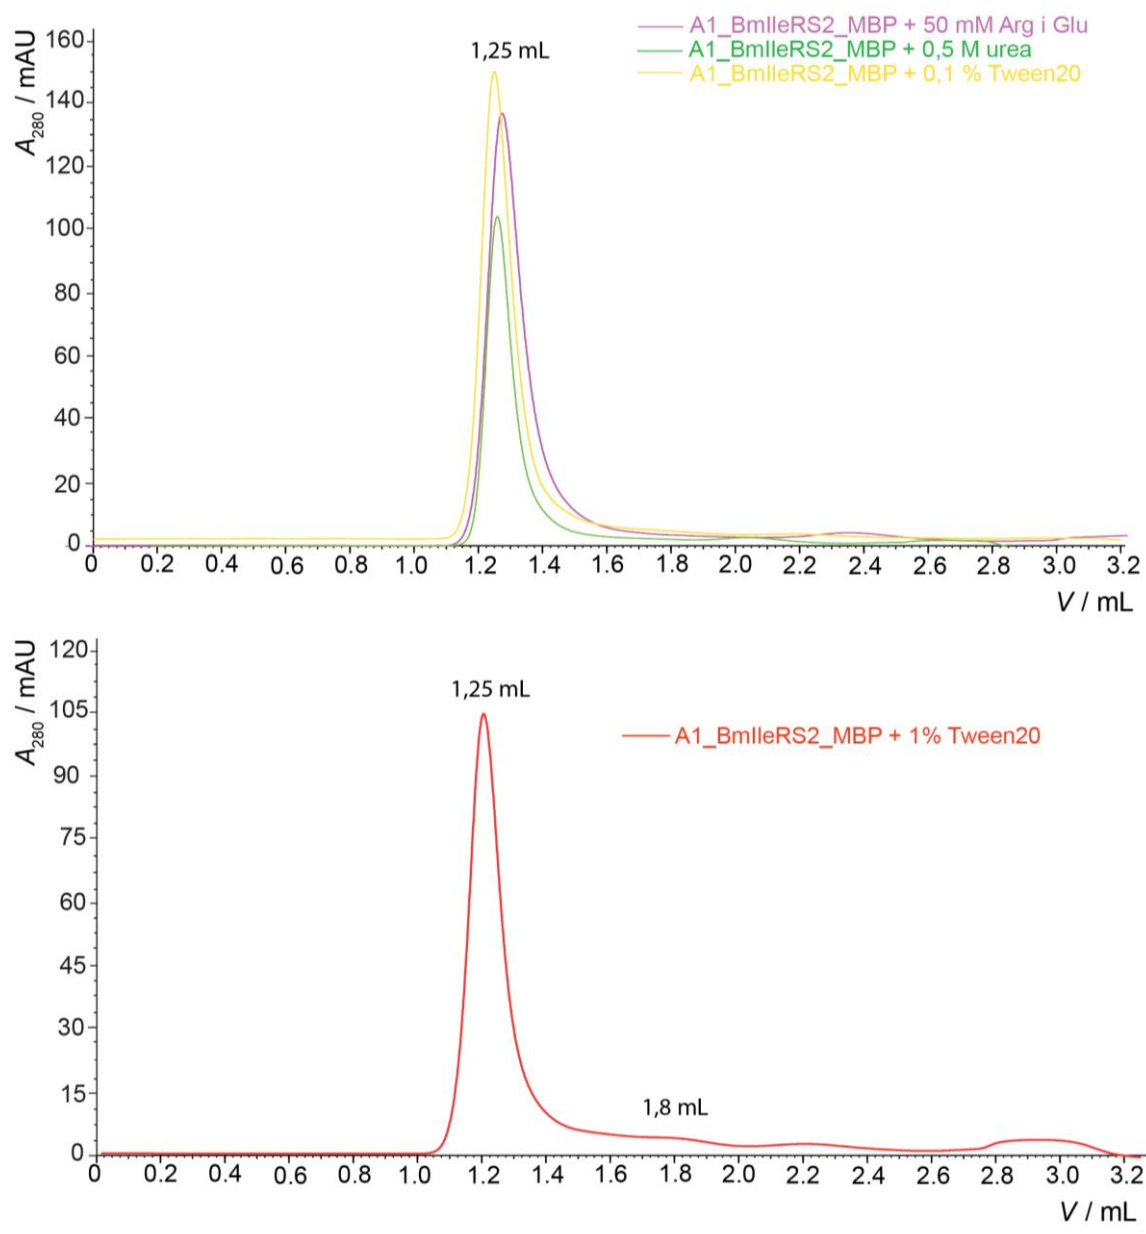 A1_BmIleRS2_MBP + 50 mM Arg i Glu
A1_BmIleRS2_MBP + 0,5 M urea
A1_BmIleRS2_MBP + 0,1 % Tween20
1,25 mL
A280 / mAU
160
140
120
100
80
60
40
20
0
0 0.2 0.4 0.6 0.8 1.0 1.2 1.4 1.6 1.8 2.0 2.2 2.4 2.6 2.8 3.0 3.2
V / mL
A280 / mAU
120
105
90
75
60
45
30
15
0
1,25 mL
A1_BmIleRS2_MBP + 1% Tween20
1,8 mL
0 0.2 0.4 0.6 0.8 1.0 1.2 1.4 1.6 1.8 2.0 2.2 2.4 2.6 2.8 3.0 3.2
V / mL